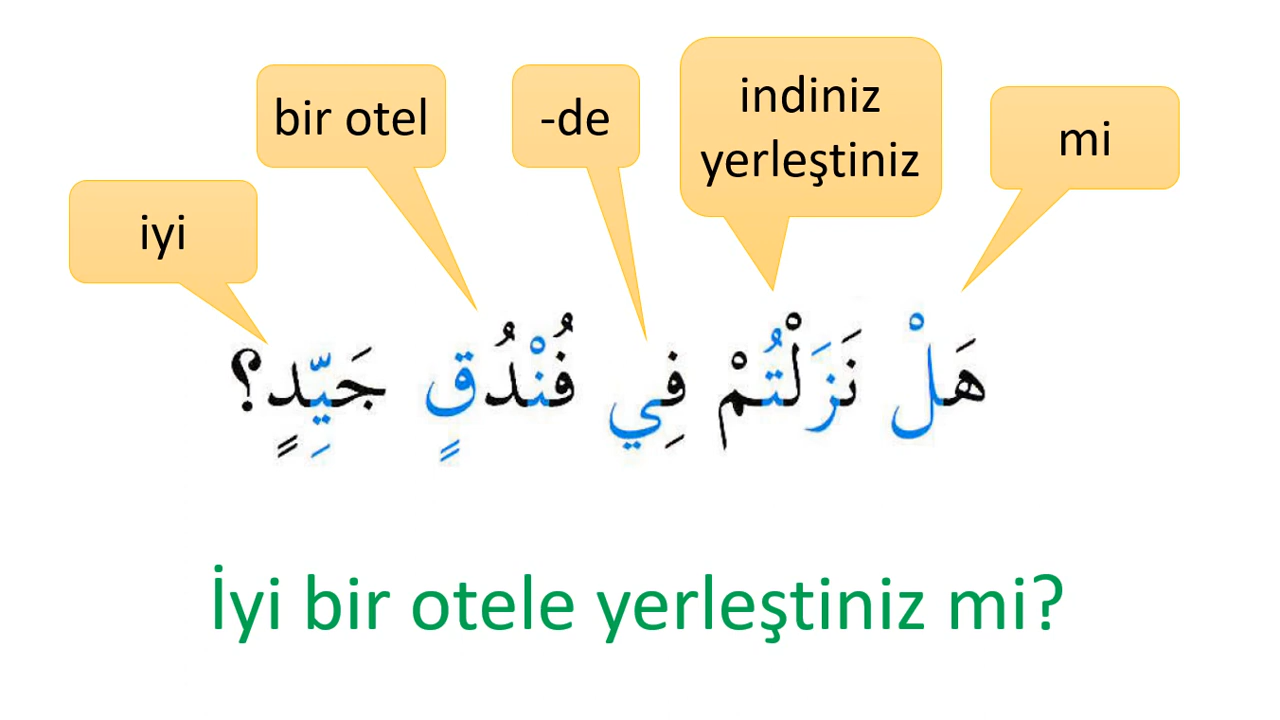 iyi
bir otel
-de
indiniz
yerleştiniz
mi
هَلْ نَزَلْتُمْ فِي فُنْدُقٍ جَيِّدٍ؟
İyi bir otele yerleştiniz mi?